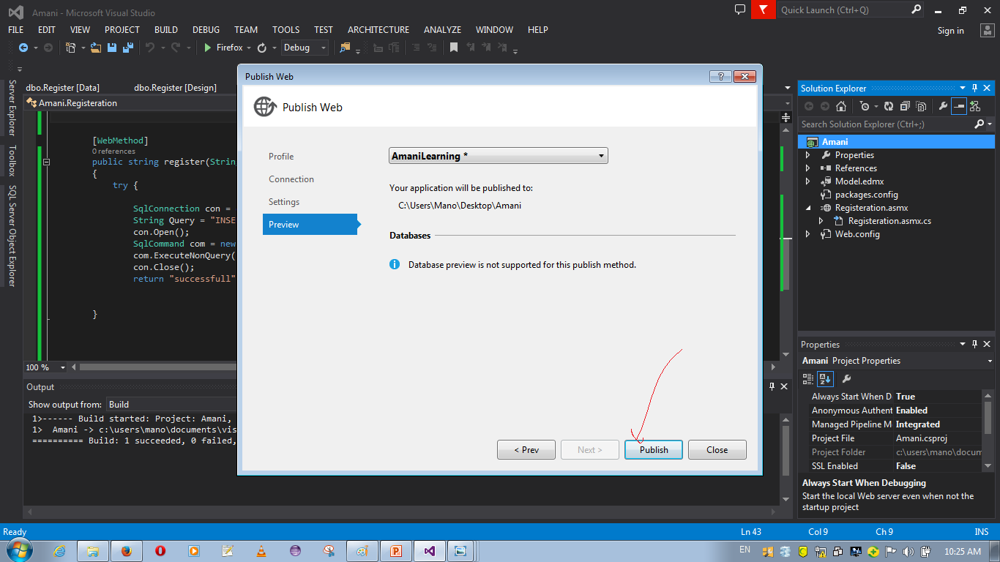 Amani - Microsoft Visual Studio
Quick Launch (Ctrl+Q)
FILE EDIT VIEW PROJECT BUILD DEBUG TEAM TOOLS TEST ARCHITECTURE ANALYZE WINDOW HELP
Sign in
Firefox
Debug
Server Explorer
Toolbox
SQL Server Object Explorer
dbo.Register [Data]
dbo.Register [Design]
Amani.Registeration
[WebMethod]
0 references
public string register(String
{
try {
SqlConnection con =
String Query = "INSE
con.Open();
SqlCommand com = new
com.ExecuteNonQuery(
con.Close();
return "successfull"
}
100 %
Output
Show output from: Build
1>------ Build started: Project: Amani,
1> Amani -> c:\users\mano\documents\vis
========== Build: 1 succeeded, 0 failed,
Publish Web
?
Publish Web
Profile
Connection
Settings
Preview
AmaniLearning *
Your application will be published to:
C:\Users\Mano\Desktop\Amani
Databases
Database preview is not supported for this publish method.
< Prev
Next >
Publish
Close
Solution Explorer
Search Solution Explorer (Ctrl+;)
Amani
Properties
References
Model.edmx
packages.config
Registeration.asmx
Registeration.asmx.cs
Web.config
Properties
Amani Project Properties
Always Start When D True
Anonymous Authent Enabled
Managed Pipeline M Integrated
Project File Amani.csproj
Project Folder c:\users\mano\docum
SSL Enabled False
Always Start When Debugging
Start the local Web server even when not the
startup project
Ready
Ln 43
Col 9
Ch 9
INS
EN
10:25 AM